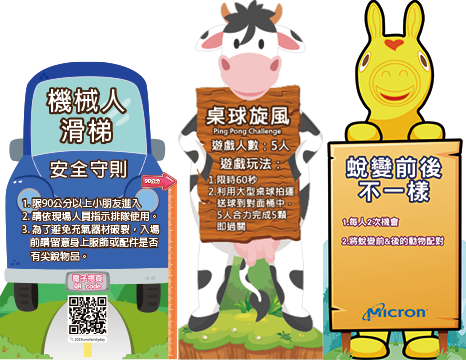 機械人
滑梯
安全守則
90公分
1.限90公分以上小朋友進入
2.請依現場人員指示排隊使用。
3.為了避免充氣器材破裂，入場
前請留意身上服飾或配件是否
有尖銳物品。
電子摸頁
QR code
桌球旋風
Ping Pong Challenge
遊戲人數：5人
遊戲玩法：
1.限時60秒
2.利用大型桌球拍運
送球到對面桶中，
5人合力完成5顆
即過關
蛻變前後
不一樣
1.每人2次機會
2.將蛻變前&後的動物配對
Micron